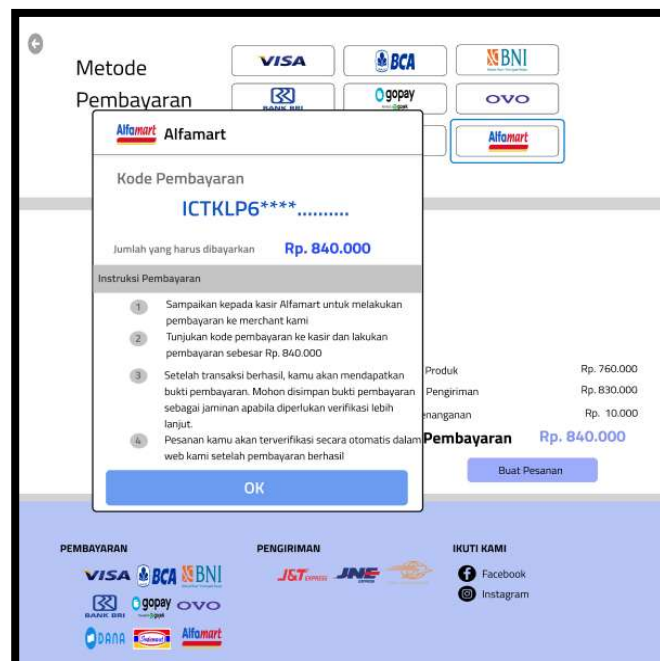 Metode
Pembayaran
VISA
BCA
BNI
BANK BRI
gopay
OVO
Alfamart
Alfamart Alfamart
Kode Pembayaran
ICTKLP6****..........
Jumlah yang harus dibayarkan Rp. 840.000
Instruksi Pembayaran
1 Sampaikan kepada kasir Alfamart untuk melakukan
pembayaran ke merchant kami
2 Tunjukan kode pembayaran ke kasir dan lakukan
pembayaran sebesar Rp. 840.000
3 Setelah transaksi berhasil, kamu akan mendapatkan
bukti pembayaran. Mohon disimpan bukti pembayaran
sebagai jaminan apabila diperlukan verifikasi lebih
lanjut.
4 Pesanan kamu akan terverifikasi secara otomatis dalam
web kami setelah pembayaran berhasil
OK
Produk Rp. 760.000
Pengiriman Rp. 830.000
enanganan Rp. 10.000
Pembayaran Rp. 840.000
Buat Pesanan
PEMBAYARAN
VISA BCA BNI
BANK BRI gopay OVO
DANA Indomaret Alfamart
PENGIRIMAN
J&T EXPRESS JNE EXPRESS
IKUTI KAMI
Facebook
Instagram